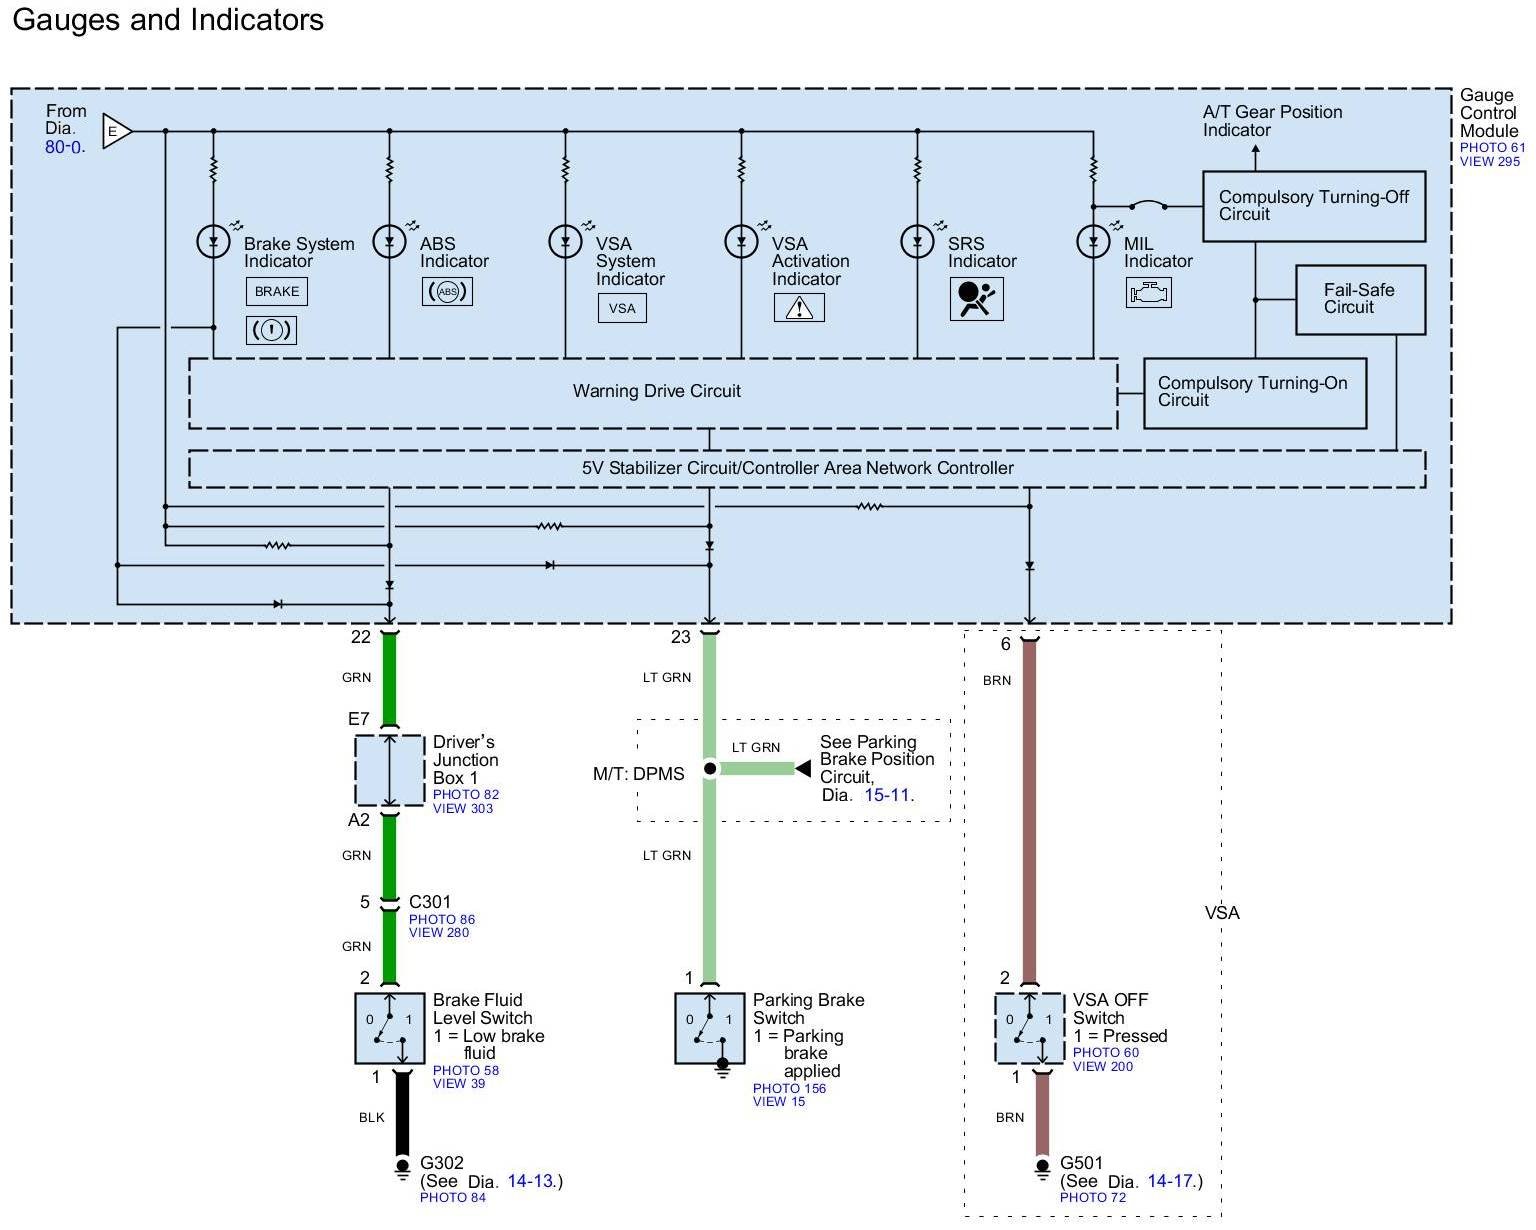 Gauges and Indicators
From
Dia.
80-0.
E
A/T Gear Position
Indicator
Gauge
Control
Module
PHOTO 61
VIEW 295
Compulsory Turning-Off
Circuit
Brake System
Indicator
BRAKE
ABS
Indicator
ABS
VSA
System
Indicator
VSA
VSA
Activation
Indicator
SRS
Indicator
MIL
Indicator
Fail-Safe
Circuit
Warning Drive Circuit
Compulsory Turning-On
Circuit
5V Stabilizer Circuit/Controller Area Network Controller
22
GRN
E7
Driver's
Junction
Box 1
PHOTO 82
VIEW 303
A2
GRN
5
C301
PHOTO 86
VIEW 280
GRN
2
0 1
Brake Fluid
Level Switch
1 = Low brake
fluid
PHOTO 58
VIEW 39
1
BLK
G302
(See Dia. 14-13.)
PHOTO 84
23
LT GRN
M/T: DPMS
LT GRN
See Parking
Brake Position
Circuit,
Dia. 15-11.
LT GRN
1
0 1
Parking Brake
Switch
1 = Parking
brake
applied
PHOTO 156
VIEW 15
6
BRN
VSA
2
0 1
VSA OFF
Switch
1 = Pressed
PHOTO 60
VIEW 200
1
BRN
G501
(See Dia. 14-17.)
PHOTO 72